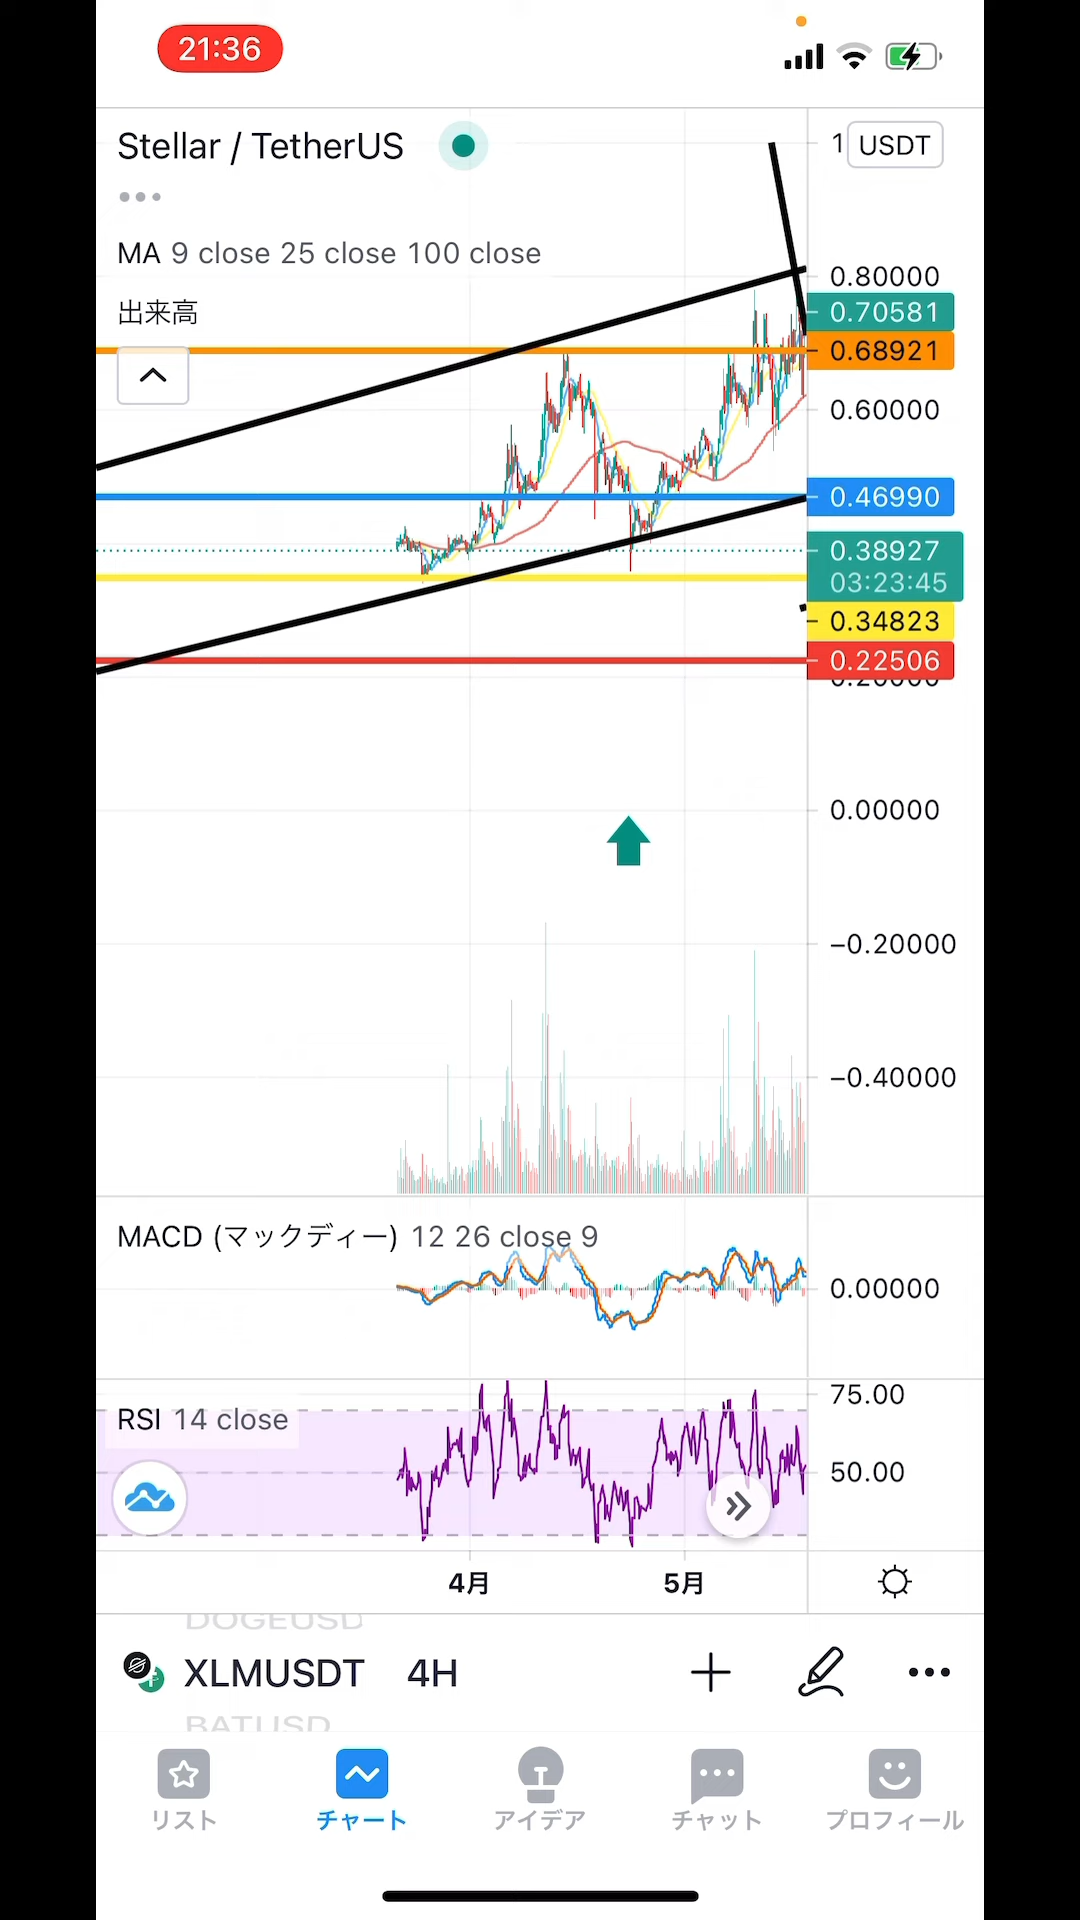 21:36
Stellar / TetherUS
1 USDT
MA 9 close 25 close 100 close
出来高
0.80000
0.70581
0.68921
0.60000
0.46990
0.38927
03:23:45
0.34823
0.22506
0.20000
0.00000
−0.20000
−0.40000
MACD (マックディー) 12 26 close 9
0.00000
75.00
RSI 14 close
50.00
4月 5月
DOGEUSD
XLMUSDT 4H
BATUSD
リスト チャート アイデア チャット プロフィール